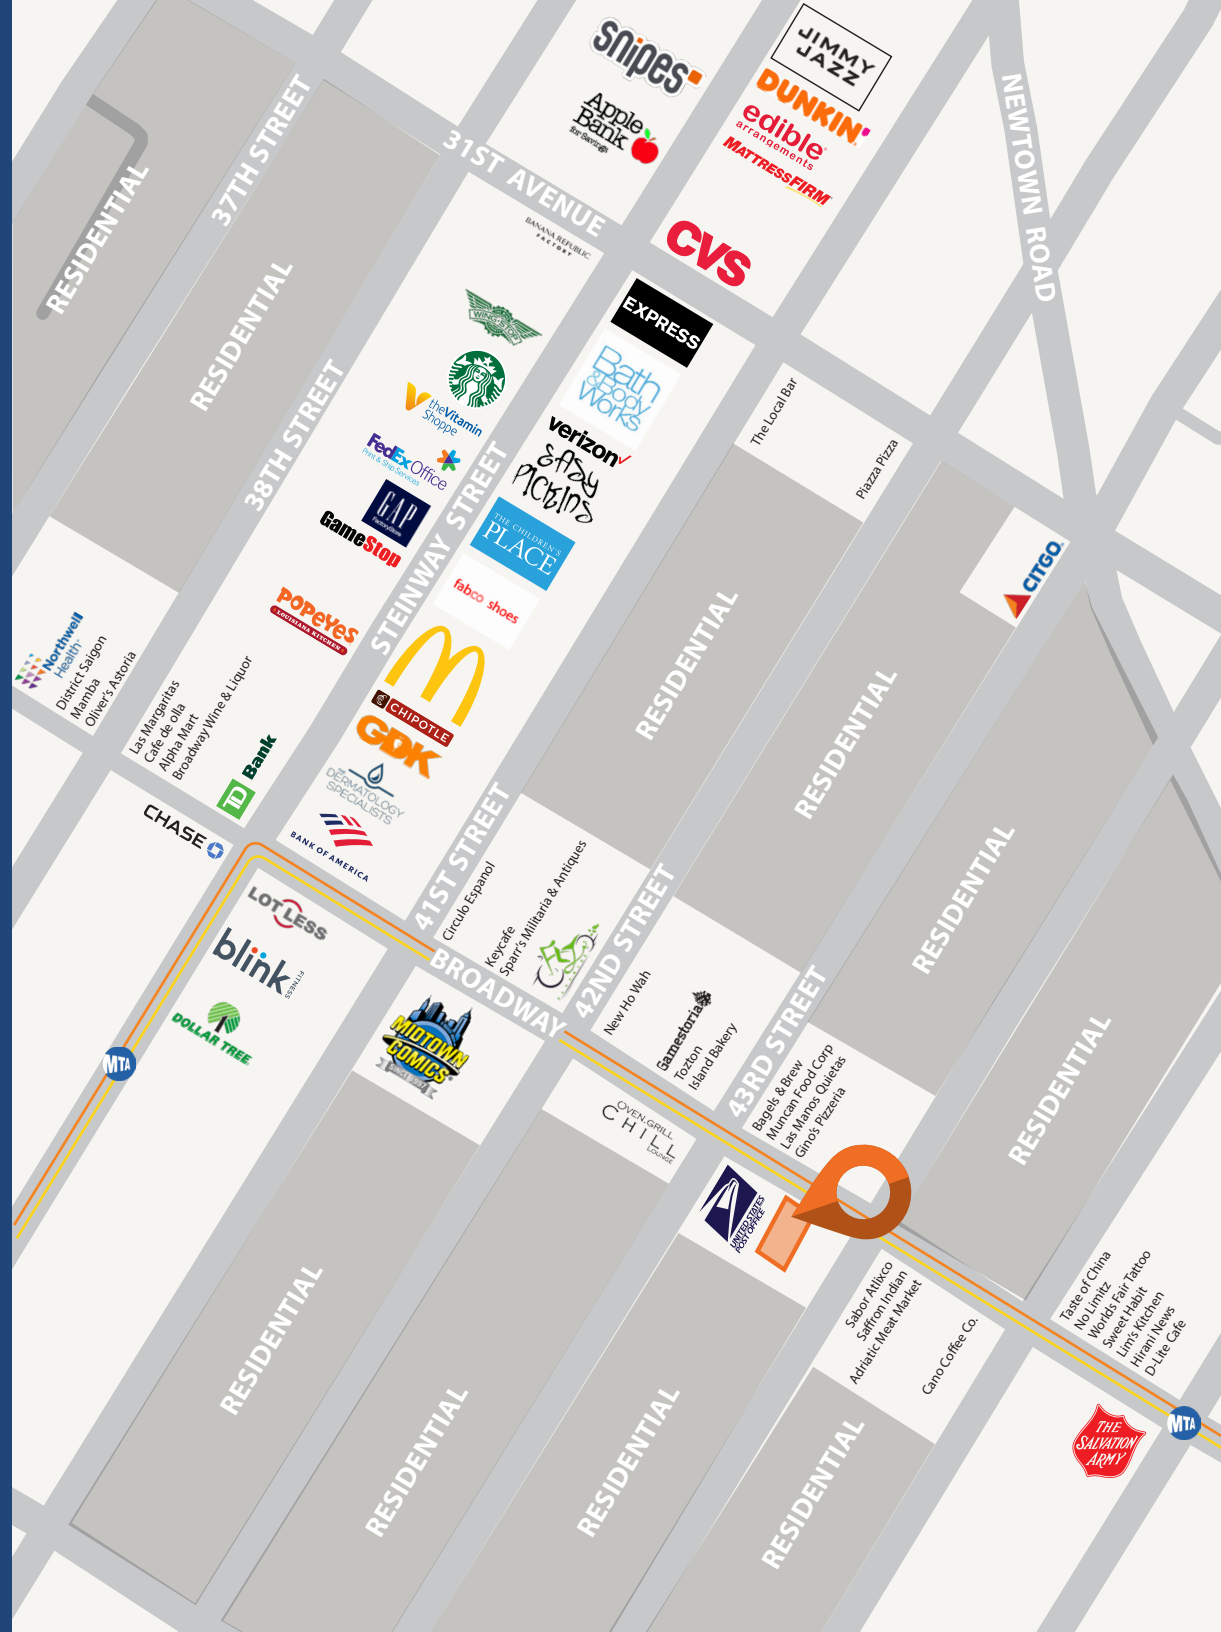 snipes
Apple
Bank
for Savings
JIMMY
JAZZ
DUNKIN'
edible
arrangements
MATTRESSFIRM
CVS
NEWTOWN ROAD
37TH STREET
31ST AVENUE
RESIDENTIAL
RESIDENTIAL
38TH STREET
BANANA REPUBLIC
FACTORY
WINGSTOP
theVitamin
Shoppe
FedEx Office
Print & Ship Services
GAP
FactoryStore
GameStop
POPEYES
LOUISIANA KITCHEN
STEINWAY STREET
EXPRESS
Bath
&Body
Works
verizon
EASY
PICKINS
THE CHILDREN'S
PLACE
fabco shoes
CHIPOTLE
GDK
THE
DERMATOLOGY
SPECIALISTS
BANK OF AMERICA
The Local Bar
Piazza Pizza
CITGO
RESIDENTIAL
RESIDENTIAL
RESIDENTIAL
RESIDENTIAL
Northwell
Health
District Saigon
Mamba
Oliver's Astoria
Las Margaritas
Cafe de olla
Alpha Mart
Broadway Wine & Liquor
TD Bank
CHASE
LOT LESS
blink
FITNESS
DOLLAR TREE
MTA
41ST STREET
Circulo Espanol
Keycafe
Sparr's Militaria & Antiques
BROADWAY
42ND STREET
MIDTOWN
COMICS
SINCE 1997
New Ho Wah
Gamestoria
Tozton
Island Bakery
43RD STREET
Bagels & Brew
Muncan Food Corp
Las Manos Quietas
Gino's Pizzeria
OVEN.GRILL
CHILL
LOUNGE
UNITED STATES
POST OFFICE
Sabor Atlixco
Saffron Indian
Adriatic Meat Market
Cano Coffee Co.
Taste of China
No Limitz
Worlds Fair Tattoo
Sweet Habit
Lim's Kitchen
Hirani News
D-Lite Cafe
MTA
THE
SALVATION
ARMY
RESIDENTIAL
RESIDENTIAL
RESIDENTIAL
RESIDENTIAL